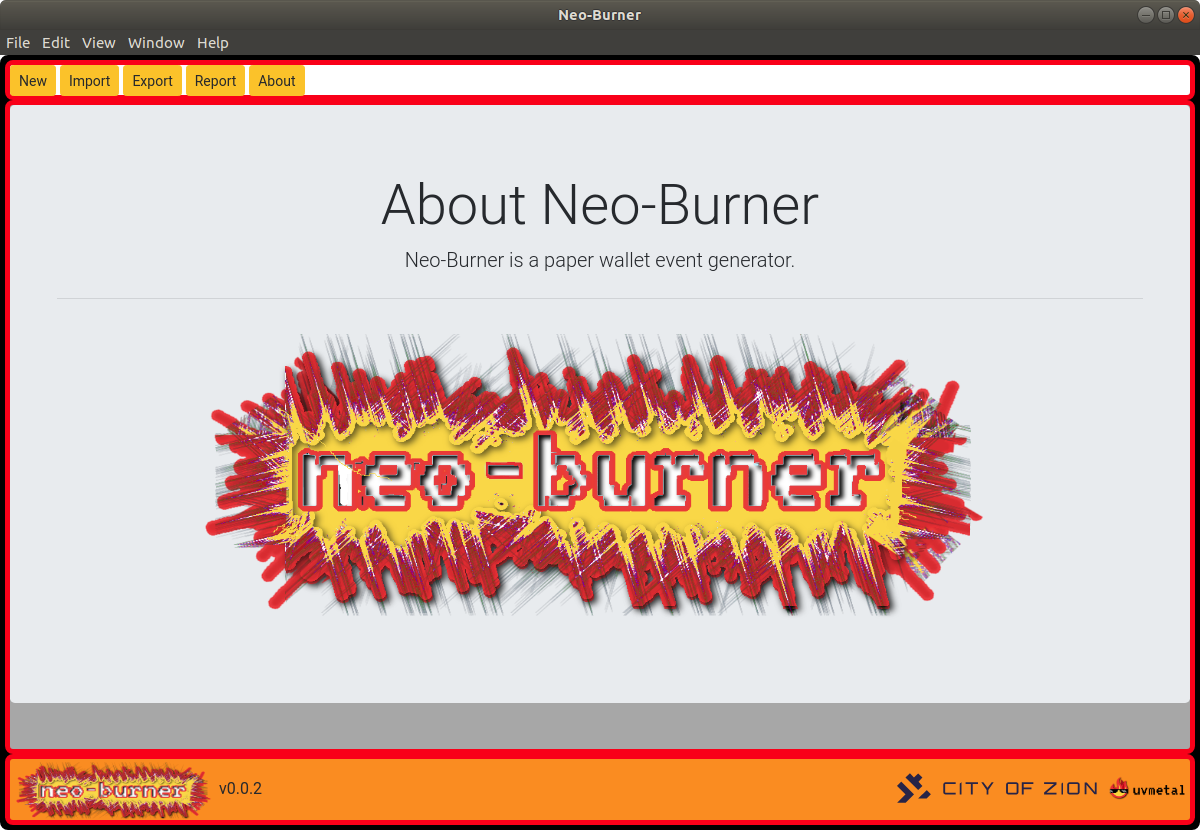 Neo-Burner
File Edit View Window Help
New Import Export Report About
About Neo-Burner
Neo-Burner is a paper wallet event generator.
neo-burner
neo-burner v0.0.2 CITY OF ZION uvmetal